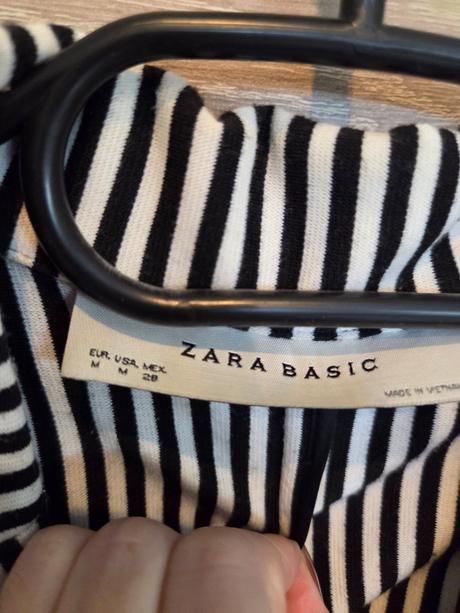 ZARA BASIC
EUR. USA. MEX.
M M 28
MADE IN VIETNAM